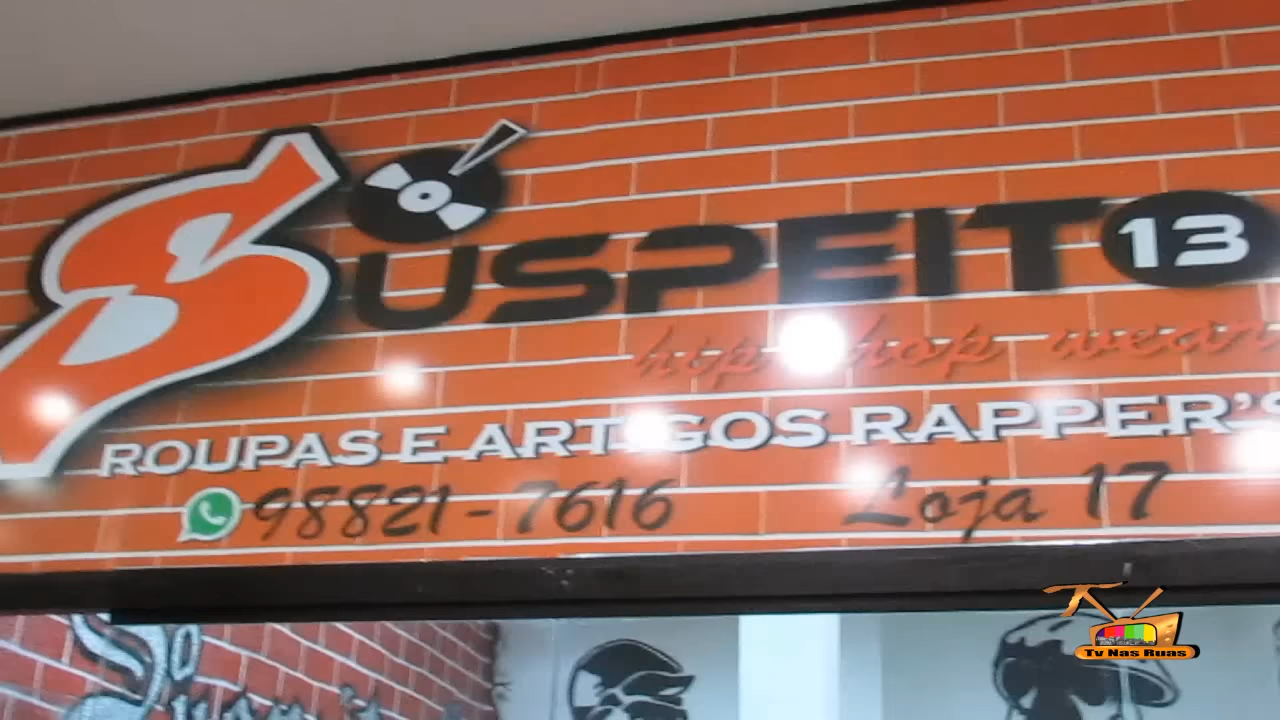 SUSPEITO 13
hip hop wear
ROUPAS E ARTIGOS RAPPER'S
98821-7616 Loja 17
Tv Nas Ruas